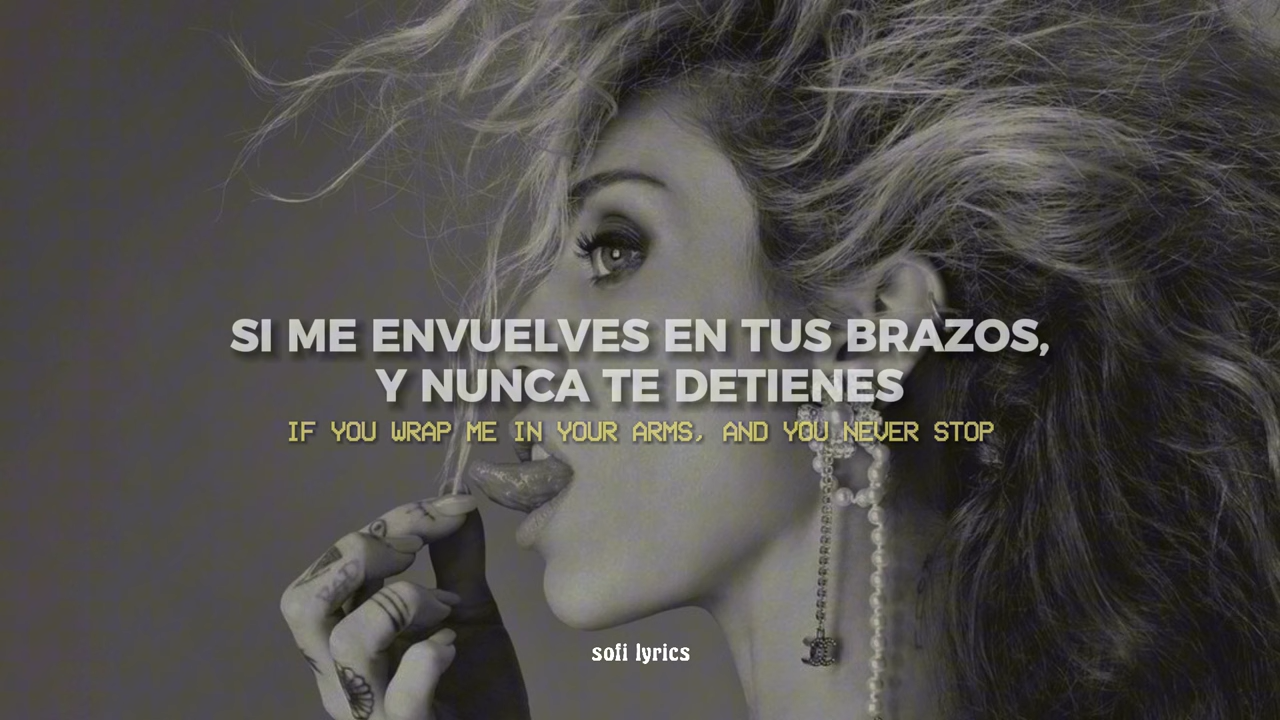 SI ME ENVUELVES EN TUS BRAZOS,
Y NUNCA TE DETIENES
IF YOU WRAP ME IN YOUR ARMS, AND YOU NEVER STOP
sofi lyrics